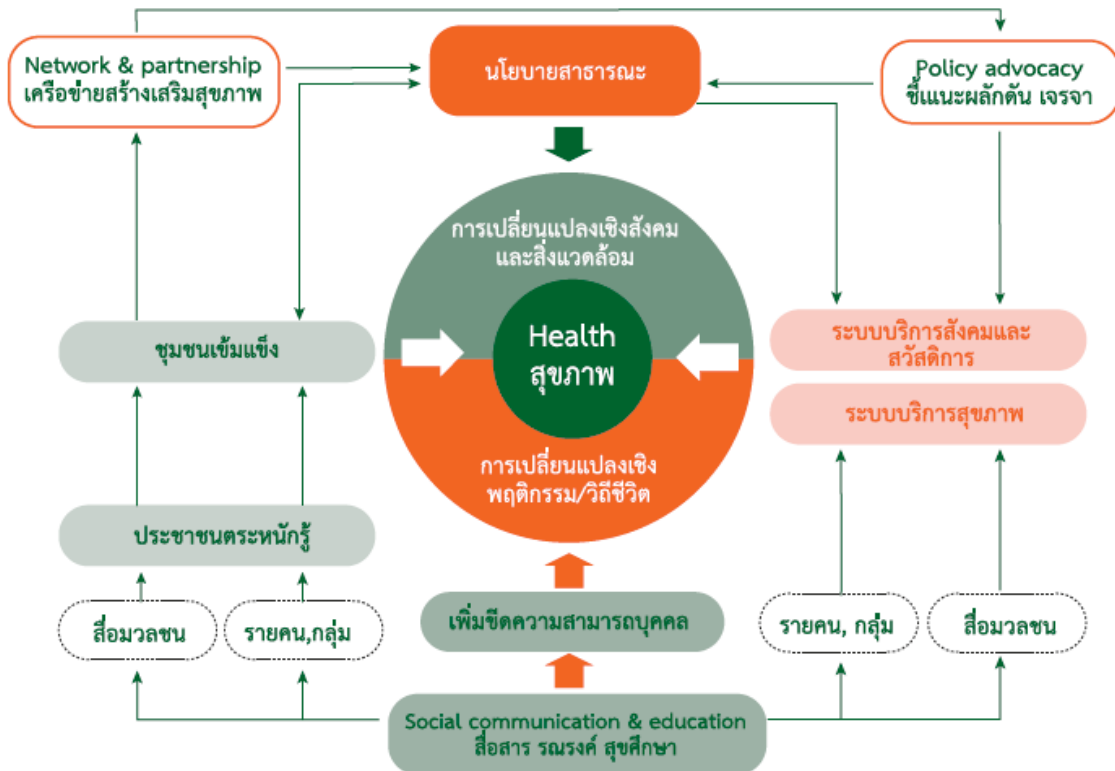 Network & partnership
เครือข่ายสร้างเสริมสุขภาพ
นโยบายสาธารณะ
Policy advocacy
ชี้แนะผลักดัน เจรจา
การเปลี่ยนแปลงเชิงสังคม
และสิ่งแวดล้อม
Health
สุขภาพ
การเปลี่ยนแปลงเชิง
พฤติกรรม/วิถีชีวิต
ชุมชนเข้มแข็ง
ระบบบริการสังคมและ
สวัสดิการ
ระบบบริการสุขภาพ
ประชาชนตระหนักรู้
สื่อมวลชน
รายคน,กลุ่ม
เพิ่มขีดความสามารถบุคคล
รายคน, กลุ่ม
สื่อมวลชน
Social communication & education
สื่อสาร รณรงค์ สุขศึกษา